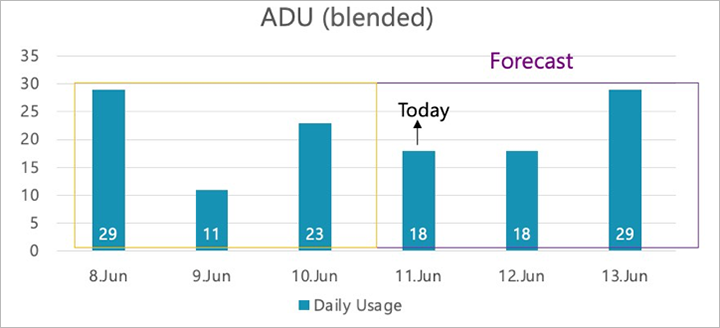 ADU (blended)
Forecast
35
30
25
20
15
10
5
0
Today
29
11
23
18
18
29
8.Jun
9.Jun
10.Jun
11.Jun
12.Jun
13.Jun
Daily Usage